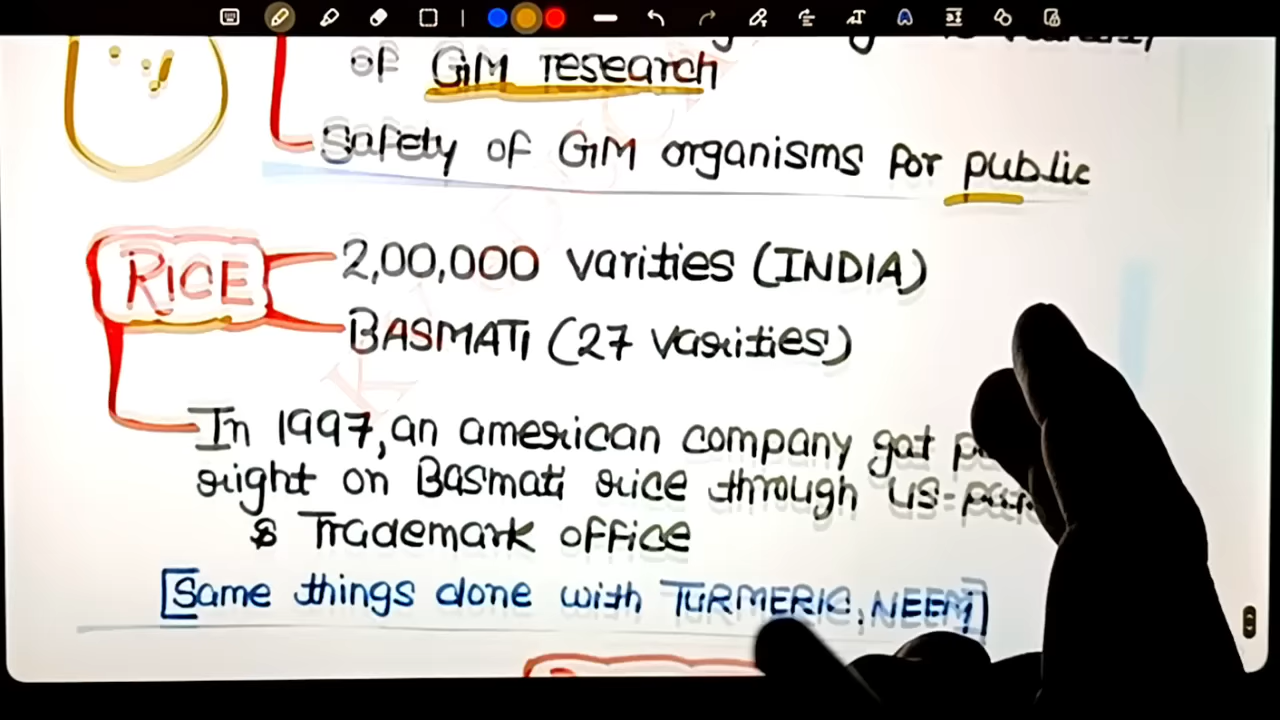 of GM research
Safety of GM organisms for public
RICE
2,00,000 varities (INDIA)
BASMATI (27 varities)
In 1997, an american company gat
right on Basmati rice through US-
& Trademark office
[Same things done with TURMERIC, NEEM]